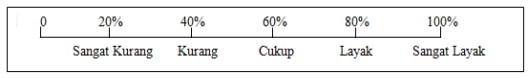 0 20% 40% 60% 80% 100%
Sangat Kurang Kurang Cukup Layak Sangat Layak